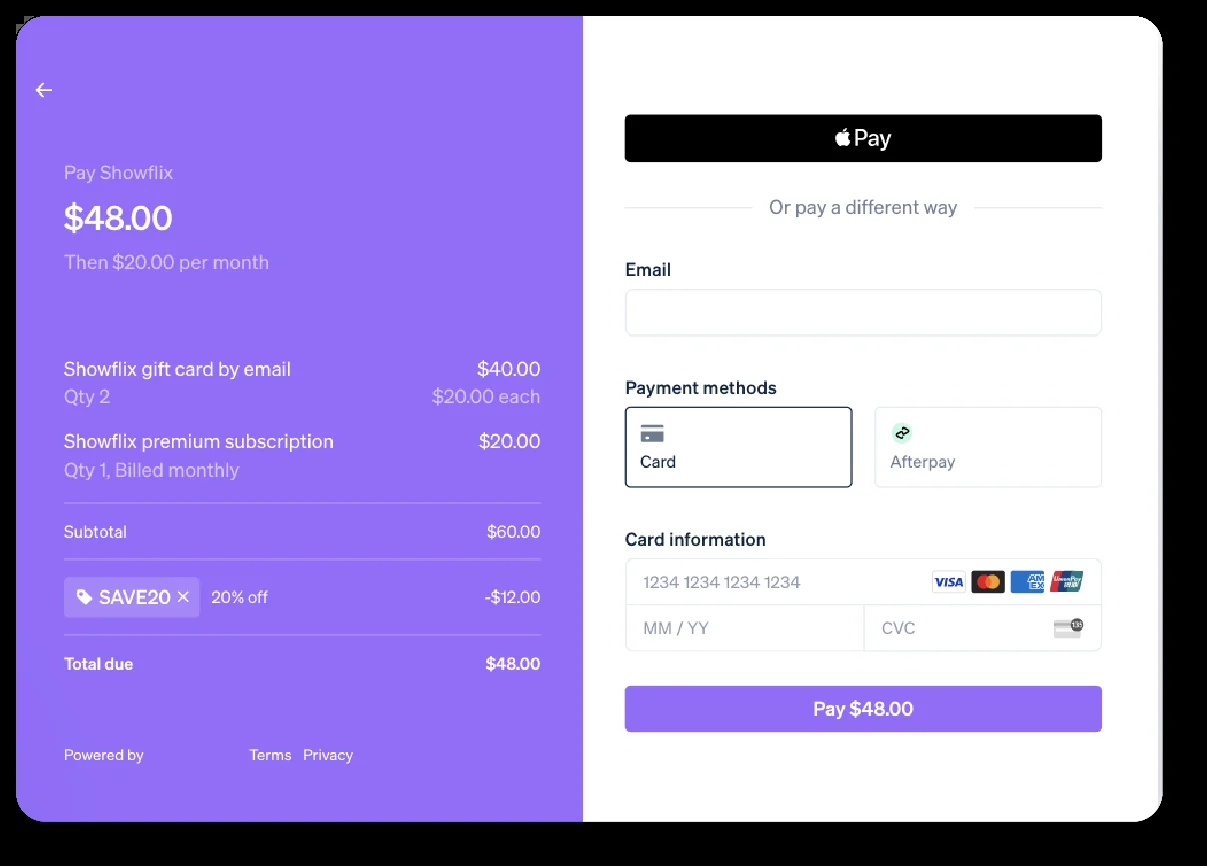 Pay Showflix
$48.00
Then $20.00 per month
Showflix gift card by email $40.00
Qty 2 $20.00 each
Showflix premium subscription $20.00
Qty 1, Billed monthly
Subtotal $60.00
SAVE20 × 20% off -$12.00
Total due $48.00
Powered by Terms Privacy
Pay
Or pay a different way
Email
Payment methods
Card Afterpay
Card information
1234 1234 1234 1234 VISA AM EX UnionPay
MM / YY CVC 135
Pay $48.00